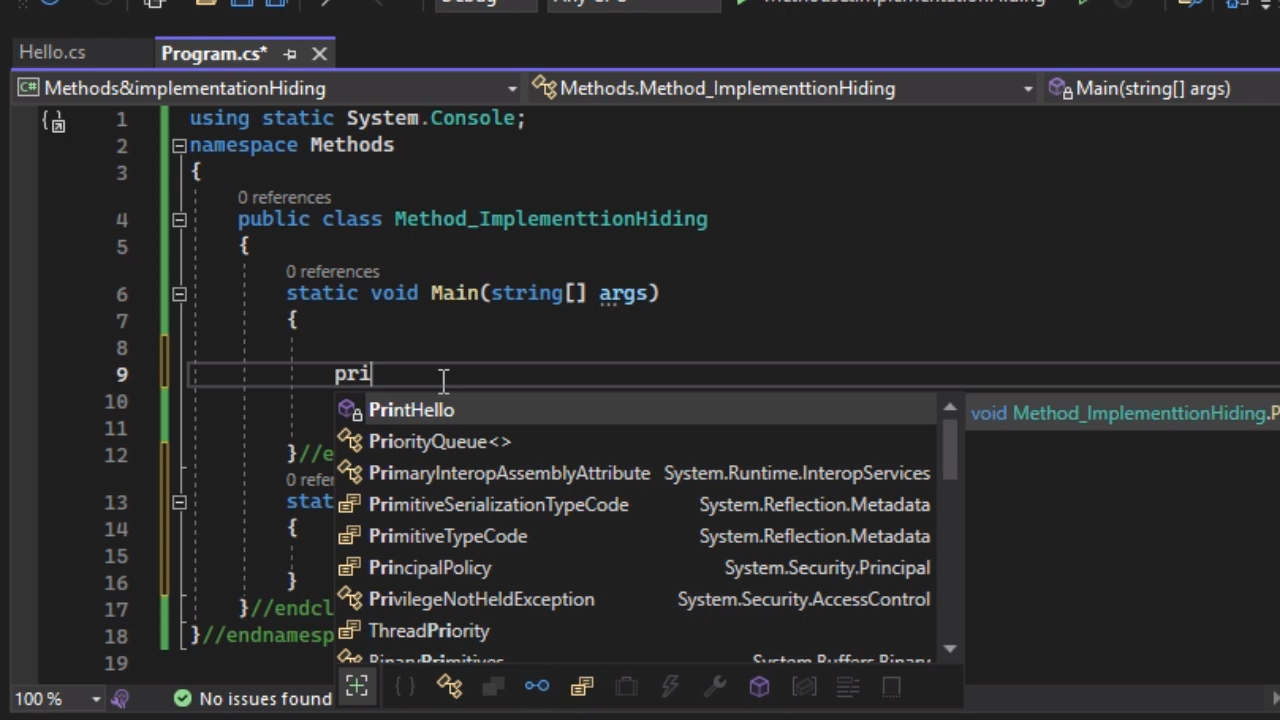 Hello.cs Program.cs*
C# Methods&implementationHiding Methods.Method_ImplementtionHiding Main(string[] args)
1 using static System.Console;
2 namespace Methods
3 {
0 references
4 public class Method_ImplementtionHiding
5 {
0 references
6 static void Main(string[] args)
7 {
8
9 pri
PrintHello void Method_ImplementtionHiding.P
10
PriorityQueue<>
11
12 }//e
PrimaryInteropAssemblyAttribute System.Runtime.InteropServices
0 refer
13 stat
PrimitiveSerializationTypeCode System.Reflection.Metadata
14 {
PrimitiveTypeCode System.Reflection.Metadata
15
PrincipalPolicy System.Security.Principal
16 }
PrivilegeNotHeldException System.Security.AccessControl
17 }//endcl
ThreadPriority
18 }//endnamesp
BinaryPrimitives System.Buffers.Binary
19
100 % No issues found